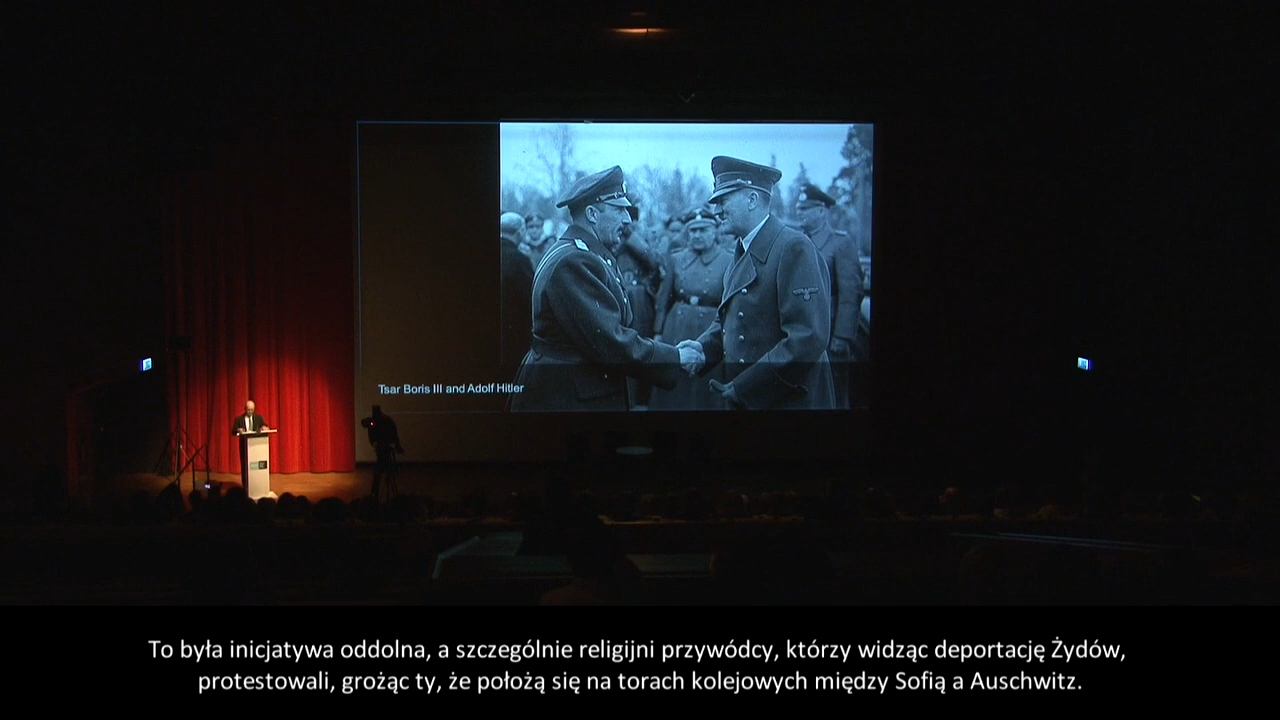 Tsar Boris III and Adolf Hitler
To była inicjatywa oddolna, a szczególnie religijni przywódcy, którzy widząc deportację Żydów,
protestowali, grożąc ty, że położą się na torach kolejowych między Sofią a Auschwitz.